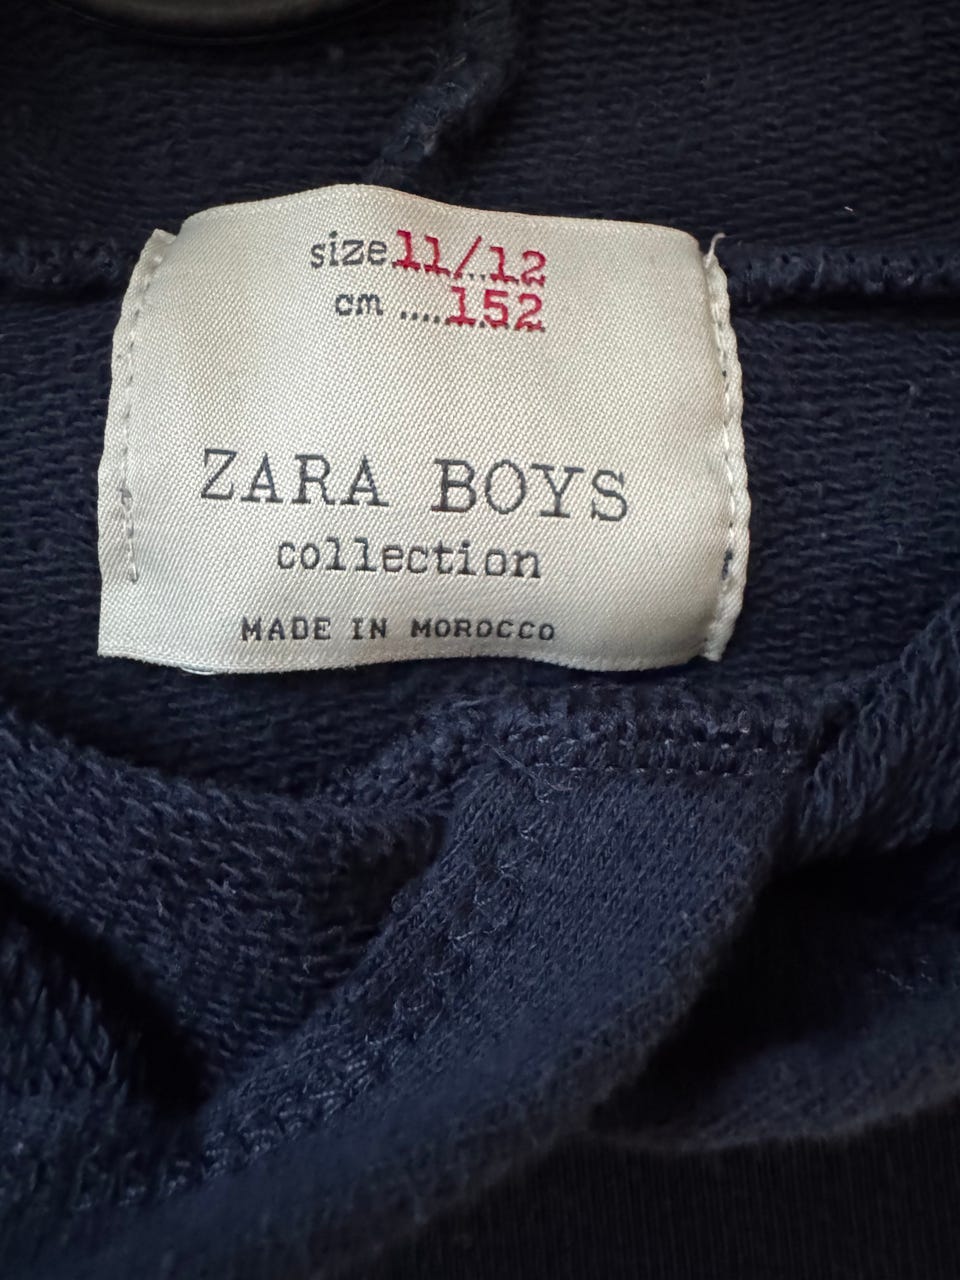 size 11/12
cm ....152
ZARA BOYS
collection
MADE IN MOROCCO